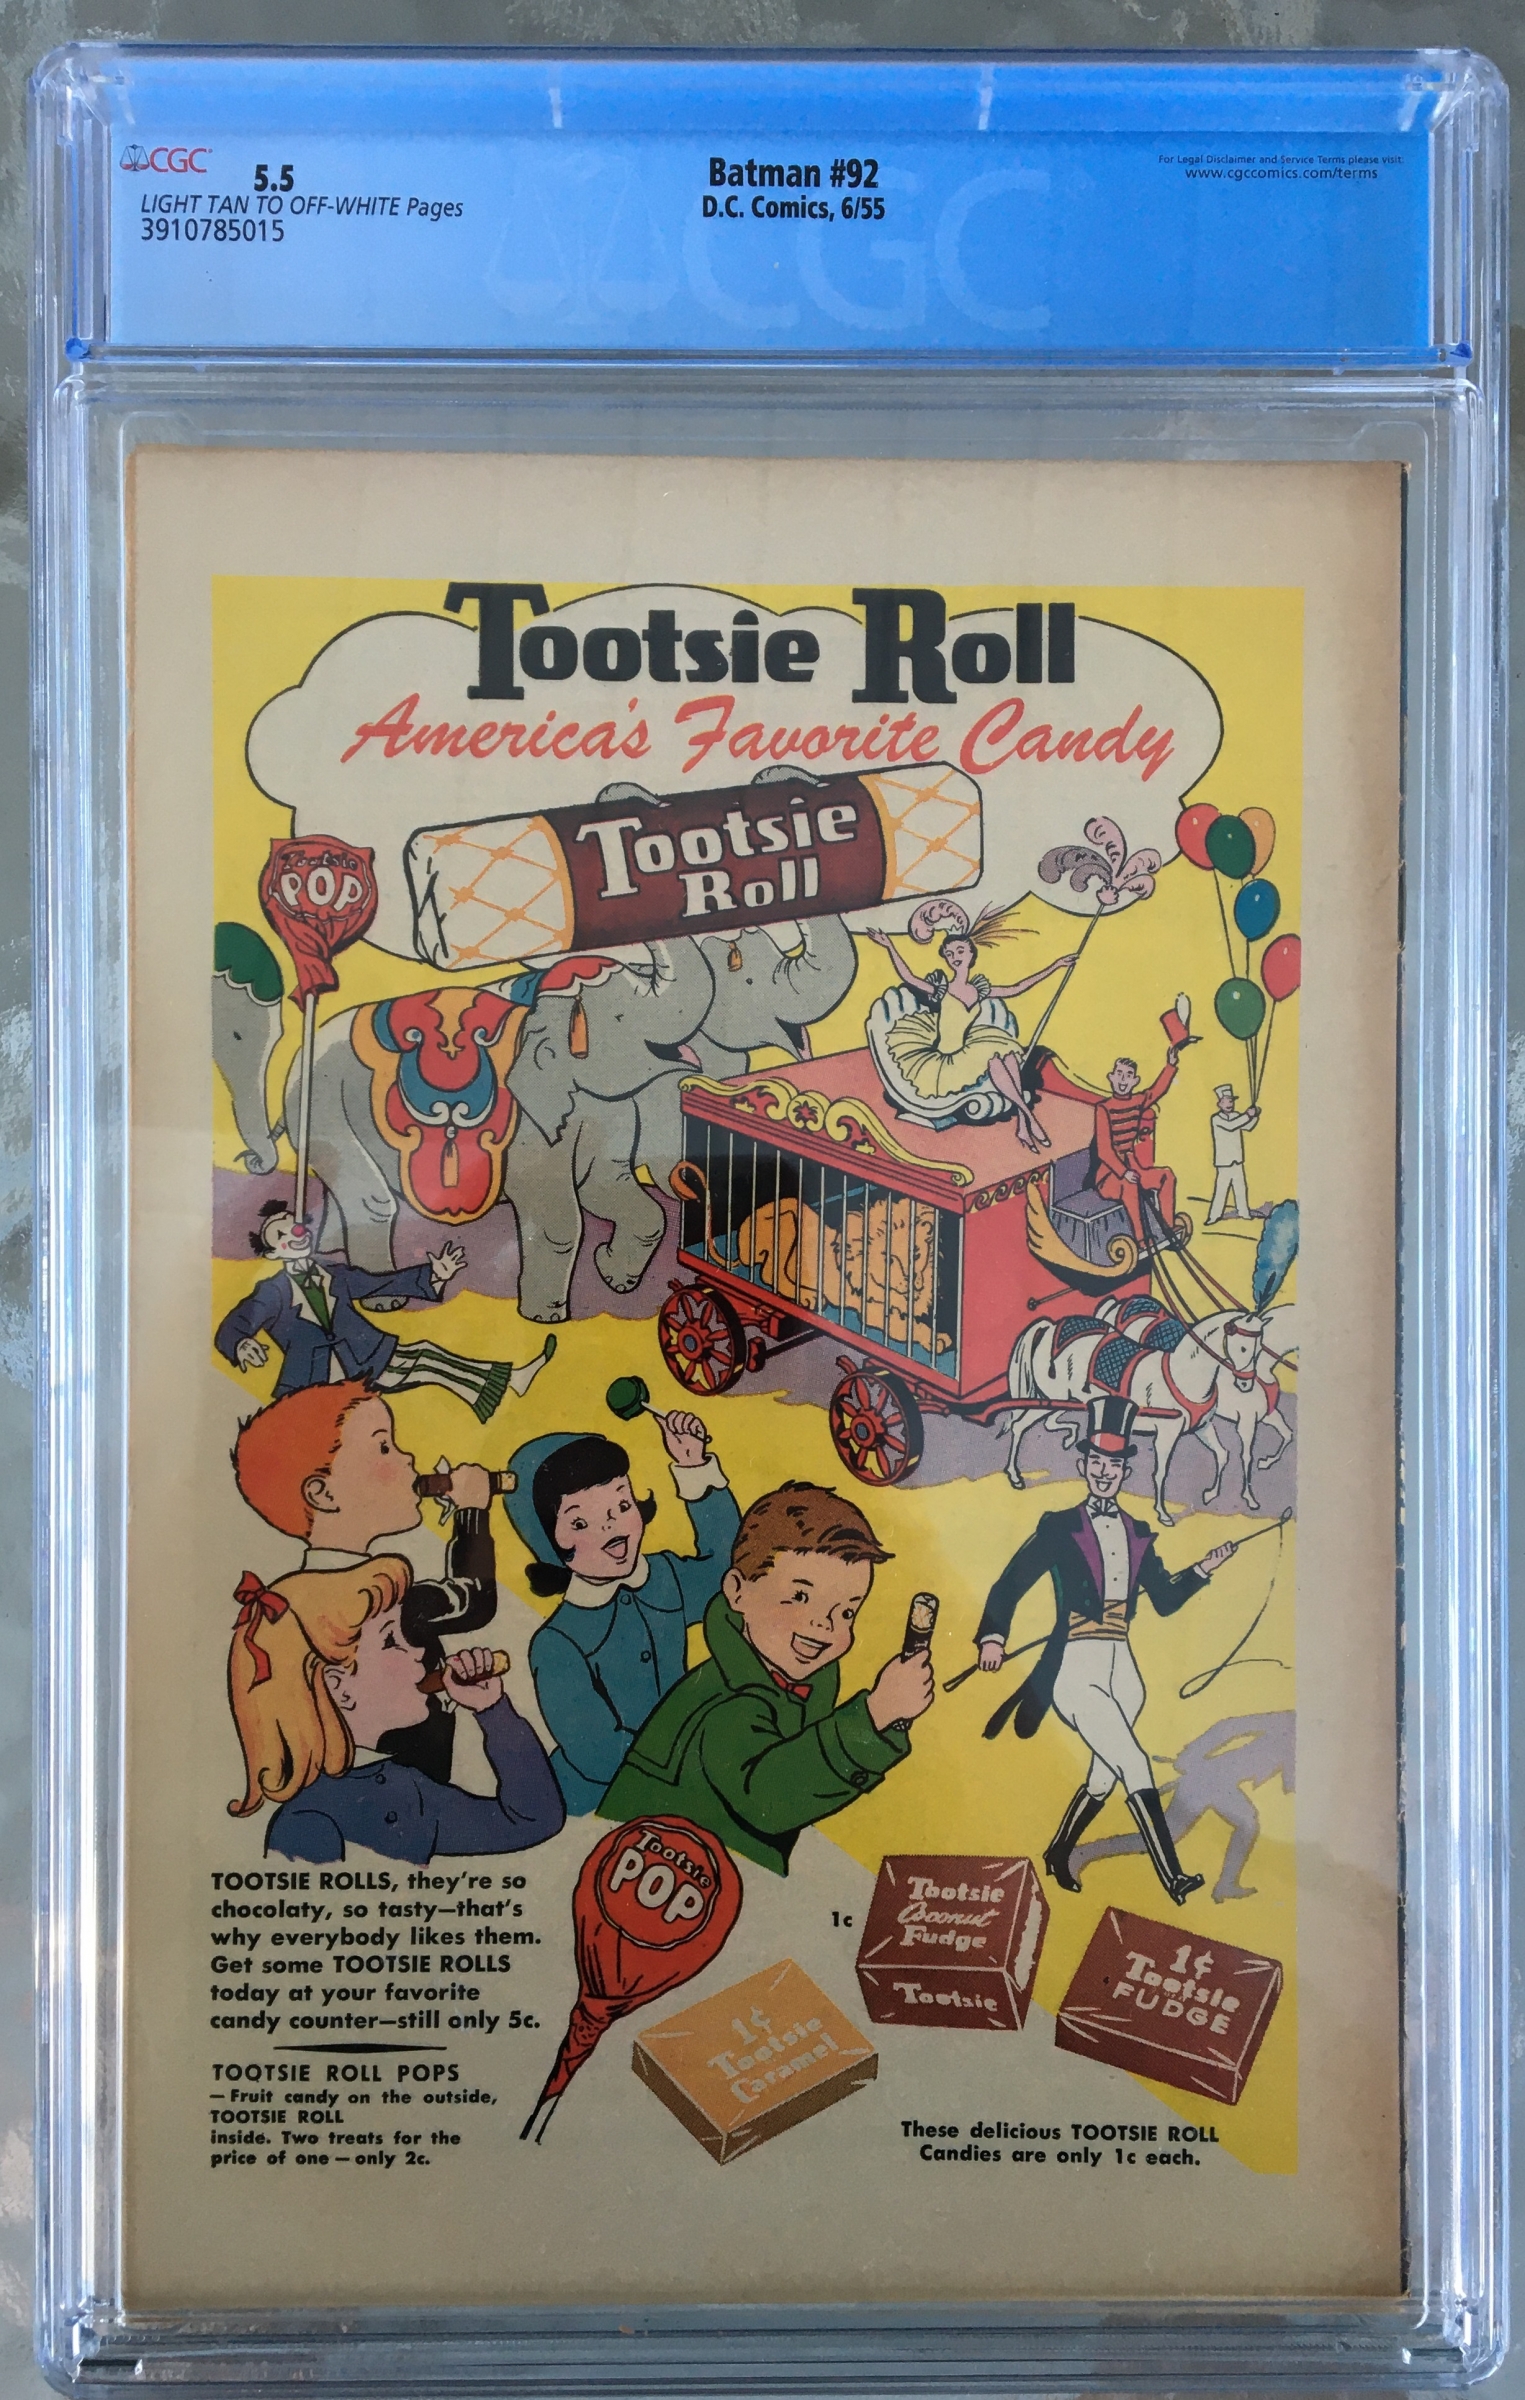 CGC
5.5
LIGHT TAN TO OFF-WHITE Pages
3910785015
Batman #92
D.C. Comics, 6/55
For Legal Disclaimer and Service Terms please visit:
www.cgccomics.com/terms
CGC
Tootsie Roll
America's Favorite Candy
Tootsie
Roll
Tootsie
POP
TOOTSIE ROLLS, they're so
chocolaty, so tasty—that's
why everybody likes them.
Get some TOOTSIE ROLLS
today at your favorite
candy counter—still only 5c.
TOOTSIE ROLL POPS
— Fruit candy on the outside,
TOOTSIE ROLL
inside. Two treats for the
price of one — only 2c.
Tootsie
POP
1¢
Tootsie
Caramel
1c
Tootsie
Coconut
Fudge
Tootsie
1¢
Tootsie
FUDGE
These delicious TOOTSIE ROLL
Candies are only 1c each.